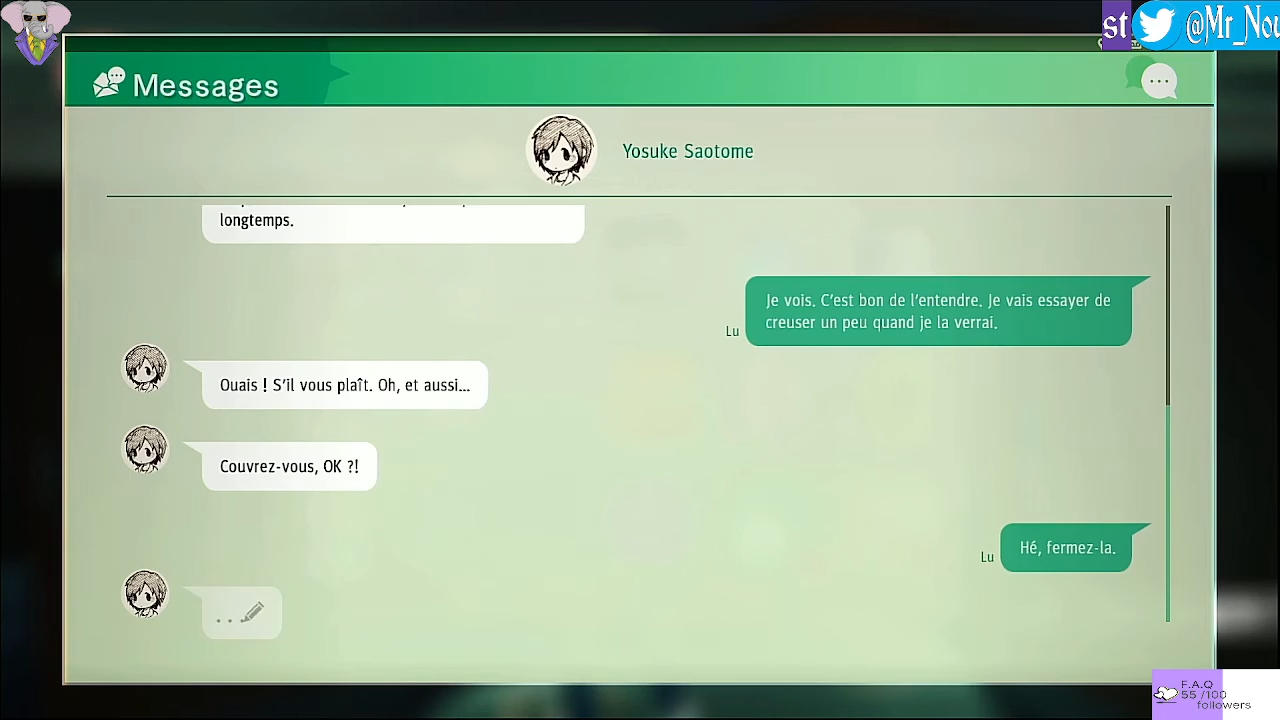 st
@Mr_Nou
Messages
Yosuke Saotome
longtemps.
Je vois. C'est bon de l'entendre. Je vais essayer de
creuser un peu quand je la verrai.
Lu
Ouais ! S'il vous plaît. Oh, et aussi...
Couvrez-vous, OK ?!
Hé, fermez-la.
Lu
F.A.Q
55 /100
followers